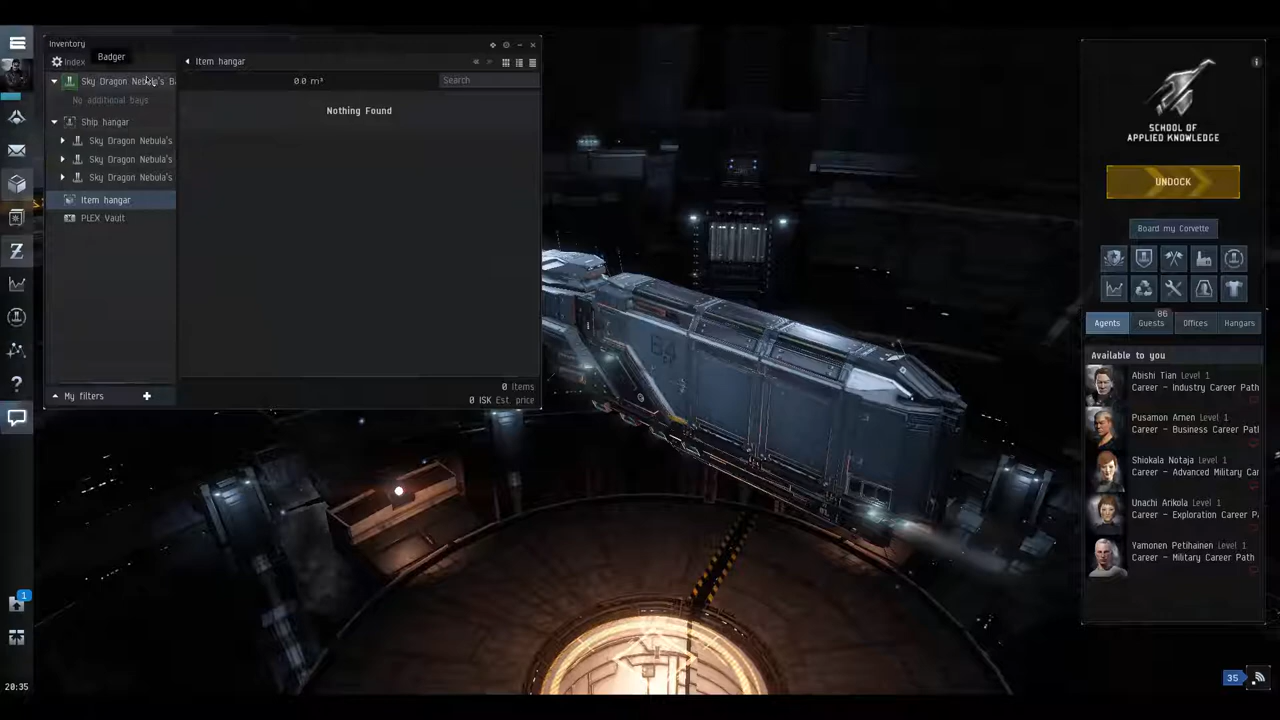 Inventory
Badger
Index
Item hangar
Sky Dragon Nebula's Ba
0.0 m³
Search
No additional bays
Nothing Found
Ship hangar
Sky Dragon Nebula's
Sky Dragon Nebula's
Sky Dragon Nebula's
Item hangar
PLEX Vault
0 Items
My filters
0 ISK Est. price
20:35
1
SCHOOL OF
APPLIED KNOWLEDGE
UNDOCK
Board my Corvette
86
Agents
Guests
Offices
Hangars
Available to you
Abishi Tian Level 1
Career - Industry Career Path
Pusamon Amen Level 1
Career - Business Career Path
Shiokala Notaja Level 1
Career - Advanced Military Car
Unachi Arikola Level 1
Career - Exploration Career P
Yamonen Petihainen Level 1
Career - Military Career Path
35